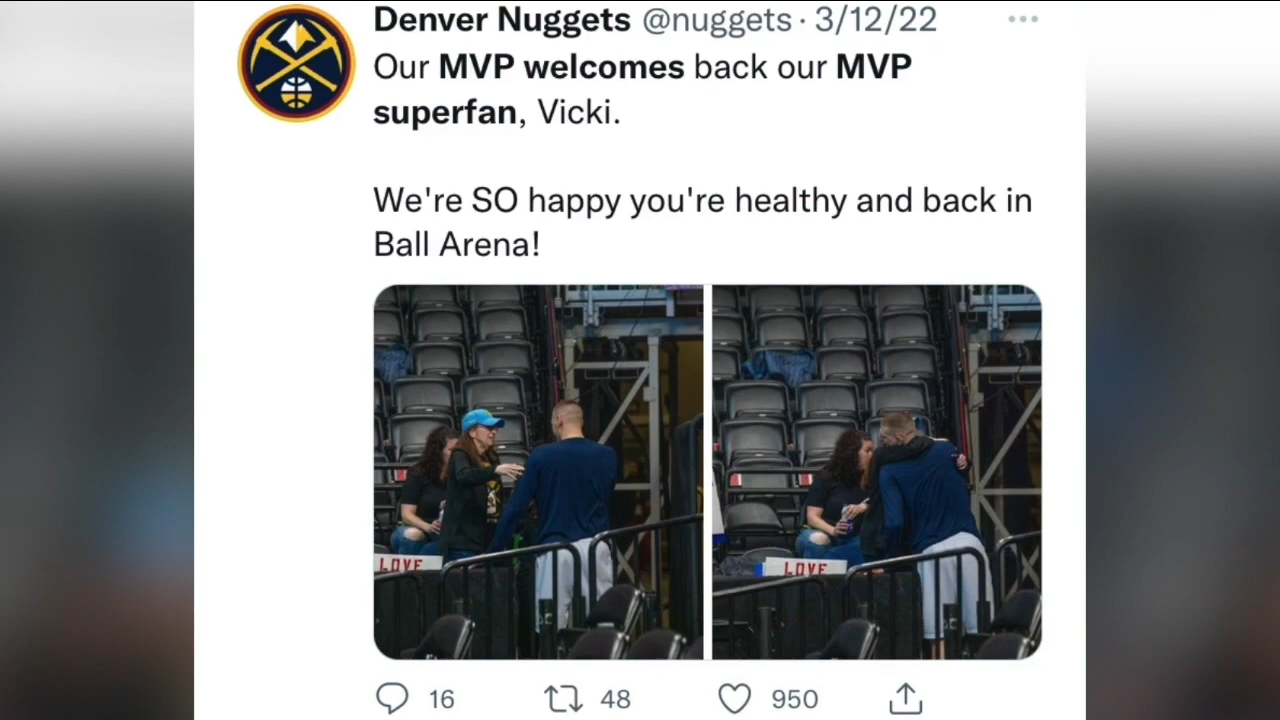 Denver Nuggets @nuggets · 3/12/22
Our MVP welcomes back our MVP
superfan, Vicki.
We're SO happy you're healthy and back in
Ball Arena!
LOVE
LOVE
16 48 950